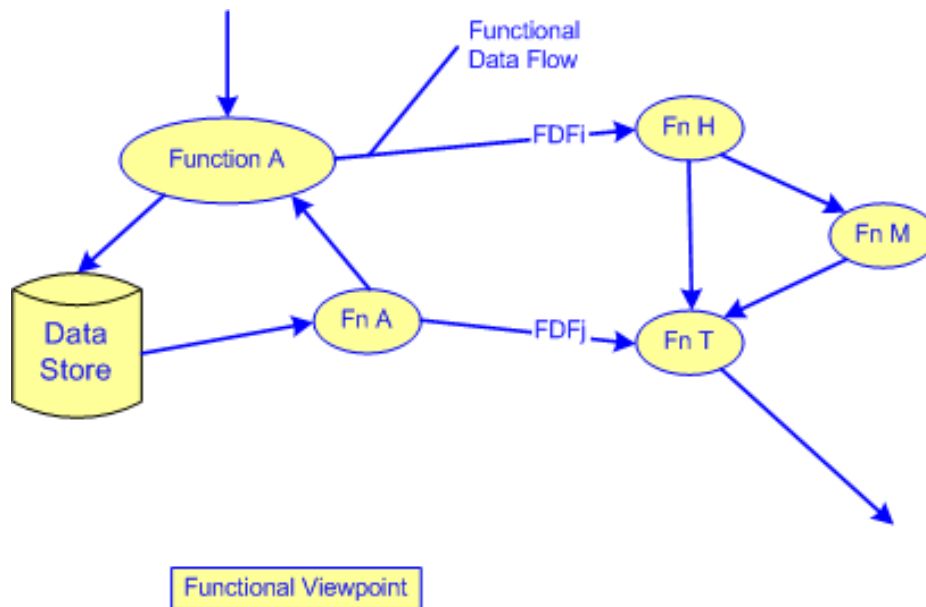 Functional
Data Flow
Function A
FDFi
Fn H
Fn M
Data
Store
Fn A
FDFj
Fn T
Functional Viewpoint